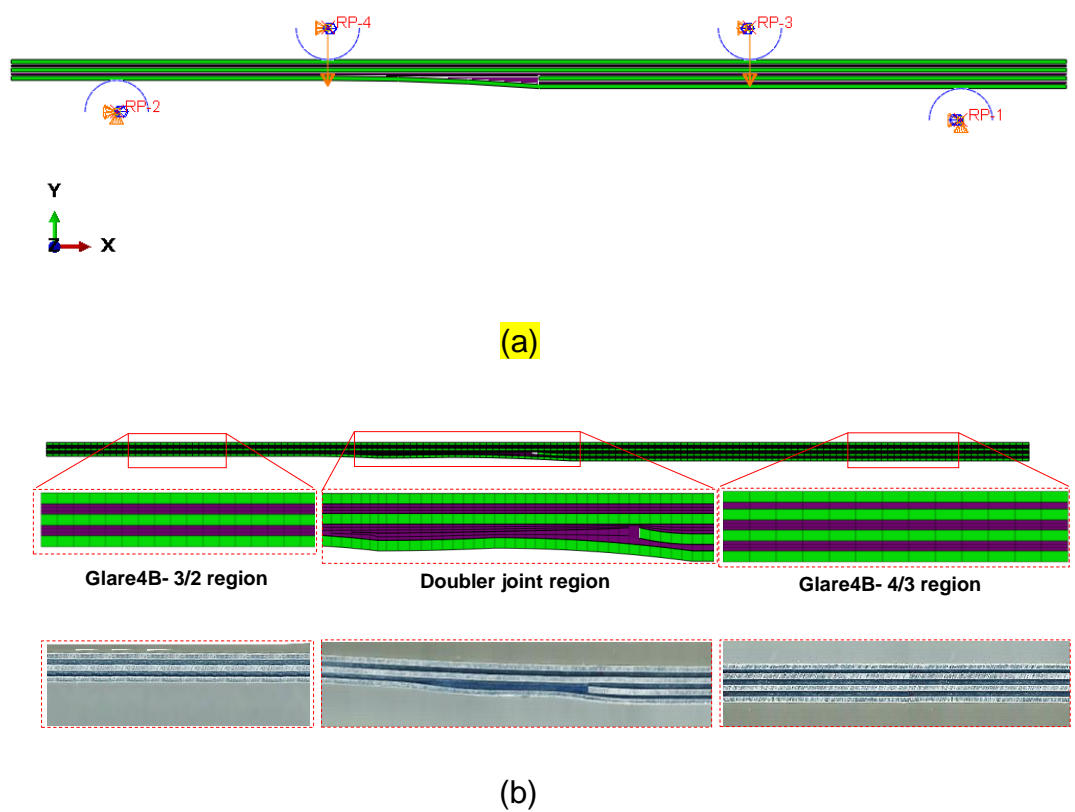 RP-4
RP-3
RP-2
RP-1
Y
X
(a)
Glare4B- 3/2 region
Doubler joint region
Glare4B- 4/3 region
(b)